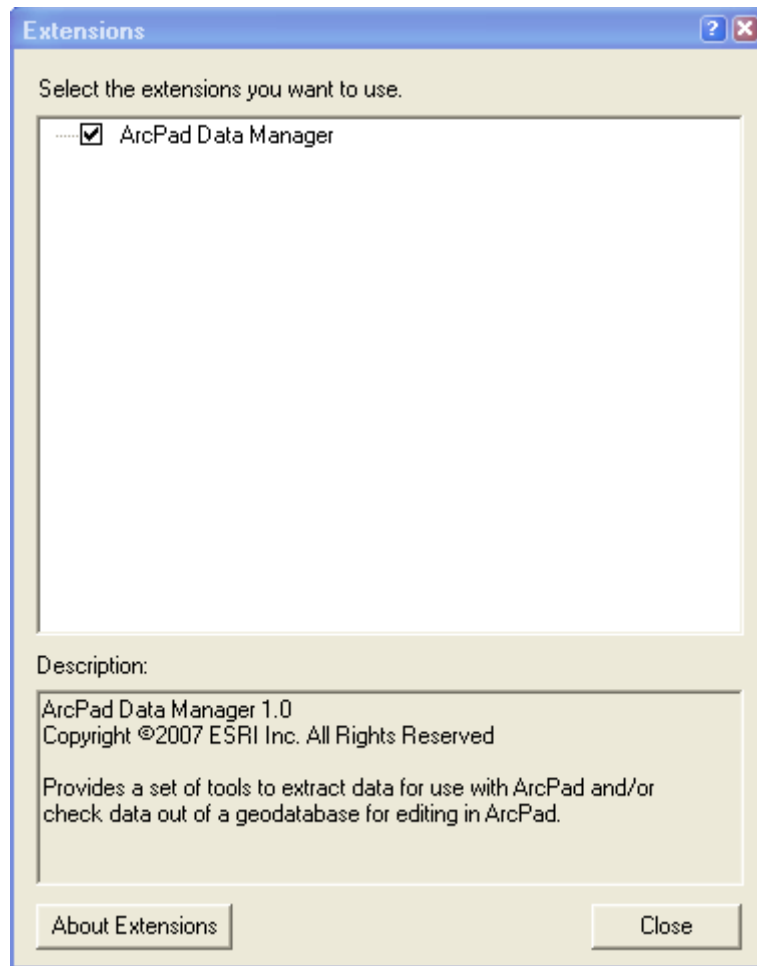 Extensions
Select the extensions you want to use.
ArcPad Data Manager
Description:
ArcPad Data Manager 1.0
Copyright ©2007 ESRI Inc. All Rights Reserved
Provides a set of tools to extract data for use with ArcPad and/or
check data out of a geodatabase for editing in ArcPad.
About Extensions
Close